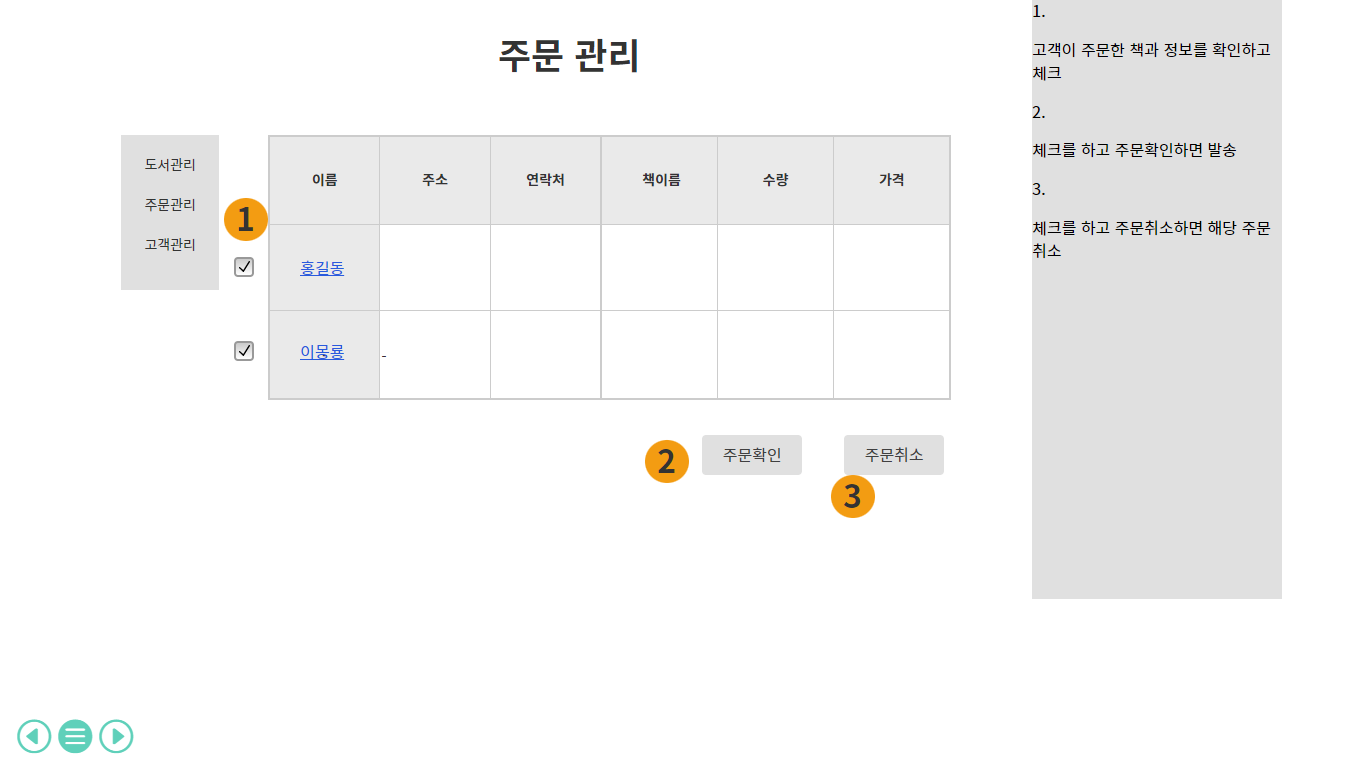 주문 관리
도서관리
주문관리
고객관리
이름 주소 연락처 책이름 수량 가격
1
홍길동
이몽룡 -
2 주문확인 주문취소
3
1.
고객이 주문한 책과 정보를 확인하고
체크
2.
체크를 하고 주문확인하면 발송
3.
체크를 하고 주문취소하면 해당 주문
취소